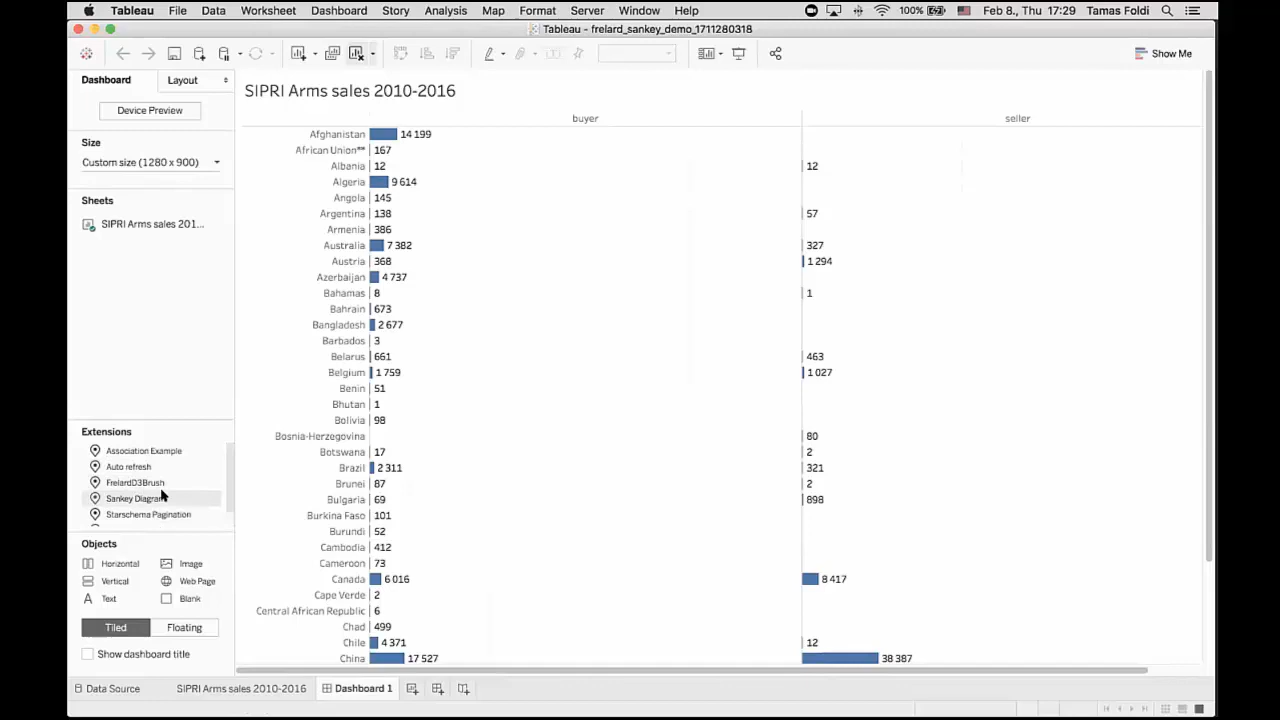 Tableau File Data Worksheet Dashboard Story Analysis Map Format Server Window Help 100% Feb 8., Thu 17:29 Tamas Foldi
Tableau - frelard_sankey_demo_1711280318
Show Me
Dashboard Layout
Device Preview
Size
Custom size (1280 x 900)
Sheets
SIPRI Arms sales 201...
Extensions
Association Example
Auto refresh
FrelardD3Brush
Sankey Diagram
Starschema Pagination
Objects
Horizontal Image
Vertical Web Page
A Text Blank
Tiled Floating
Show dashboard title
SIPRI Arms sales 2010-2016
buyer seller
Afghanistan 14 199
African Union** 167
Albania 12 12
Algeria 9 614
Angola 145
Argentina 138 57
Armenia 386
Australia 7 382 327
Austria 368 1 294
Azerbaijan 4 737
Bahamas 8 1
Bahrain 673
Bangladesh 2 677
Barbados 3
Belarus 661 463
Belgium 1 759 1 027
Benin 51
Bhutan 1
Bolivia 98
Bosnia-Herzegovina 80
Botswana 17 2
Brazil 2 311 321
Brunei 87 2
Bulgaria 69 898
Burkina Faso 101
Burundi 52
Cambodia 412
Cameroon 73
Canada 6 016 8 417
Cape Verde 2
Central African Republic 6
Chad 499
Chile 4 371 12
China 17 527 38 387
Data Source SIPRI Arms sales 2010-2016 Dashboard 1